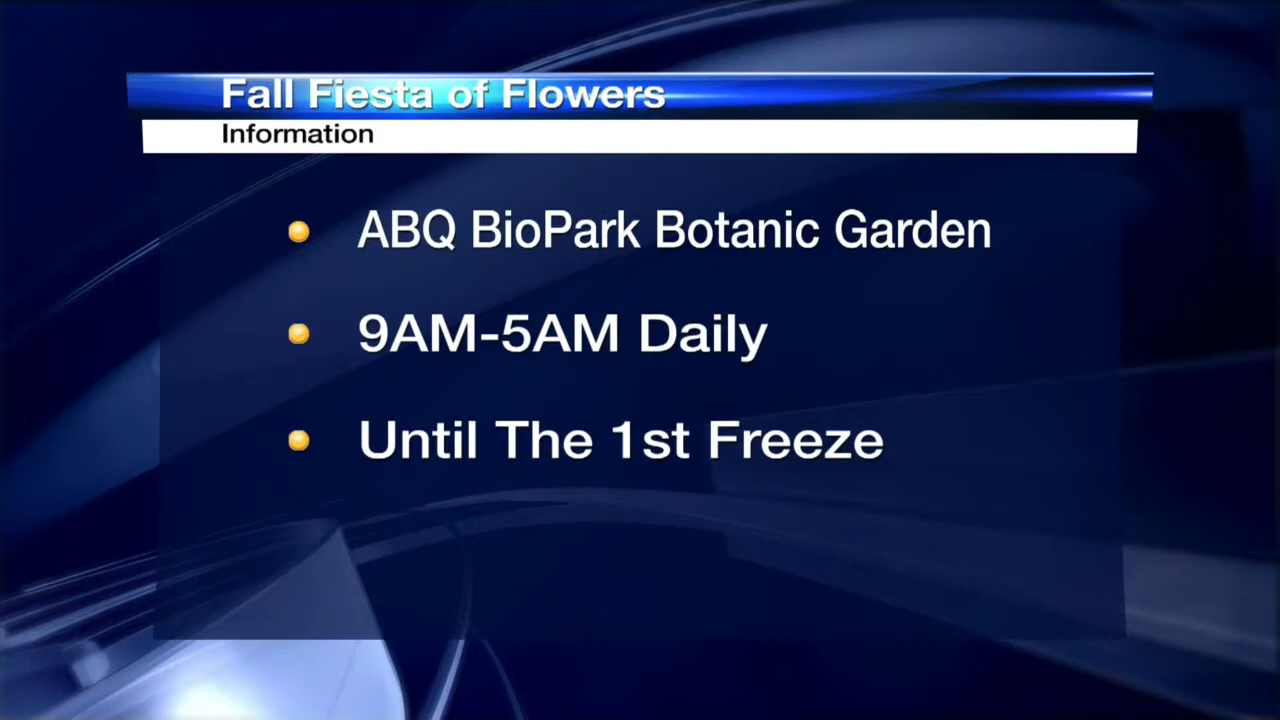 Fall Fiesta of Flowers
Information
ABQ BioPark Botanic Garden
9AM-5AM Daily
Until The 1st Freeze